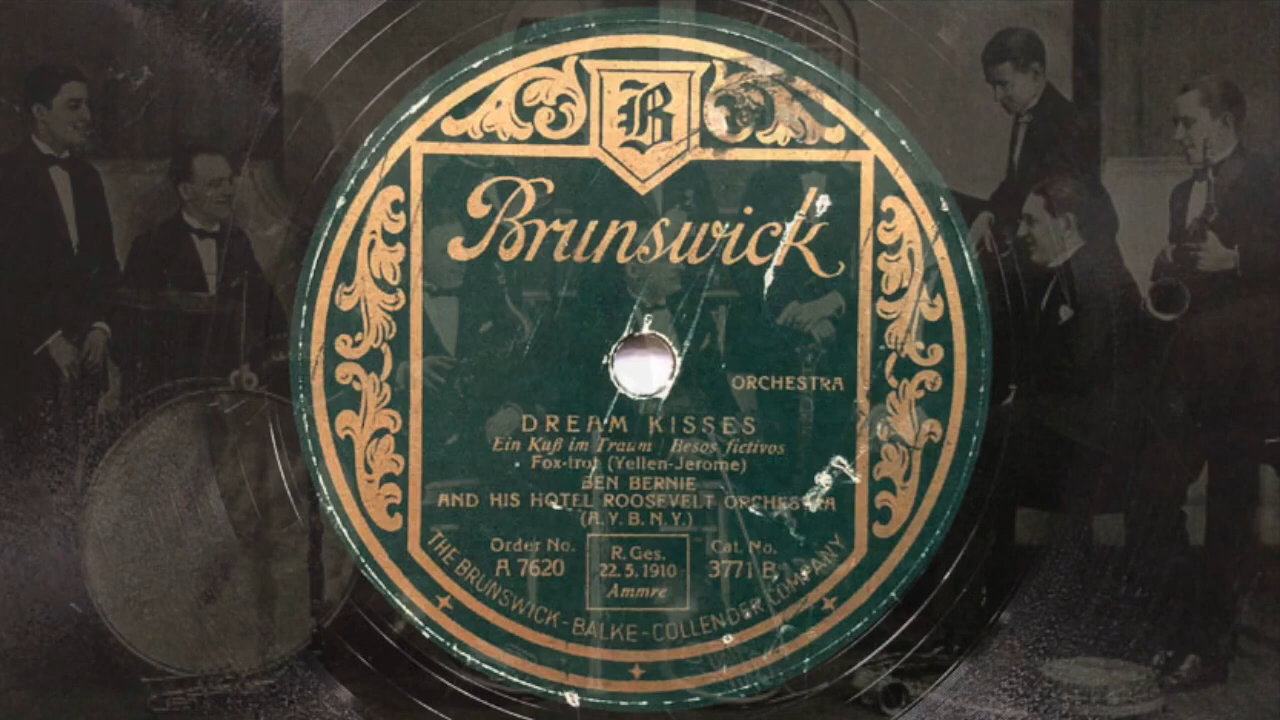 B
Brunswick
ORCHESTRA
DREAM KISSES
Ein Kuß im Traum / Besos fictivos
Fox-trot (Yellen-Jerome)
BEN BERNIE
AND HIS HOTEL ROOSEVELT ORCHESTRA
(A.Y.B.N.Y.)
Order No.
A 7620
R. Ges.
22.5.1910
Ammre
Cat. No.
3771 B
THE BRUNSWICK-BALKE-COLLENDER COMPANY